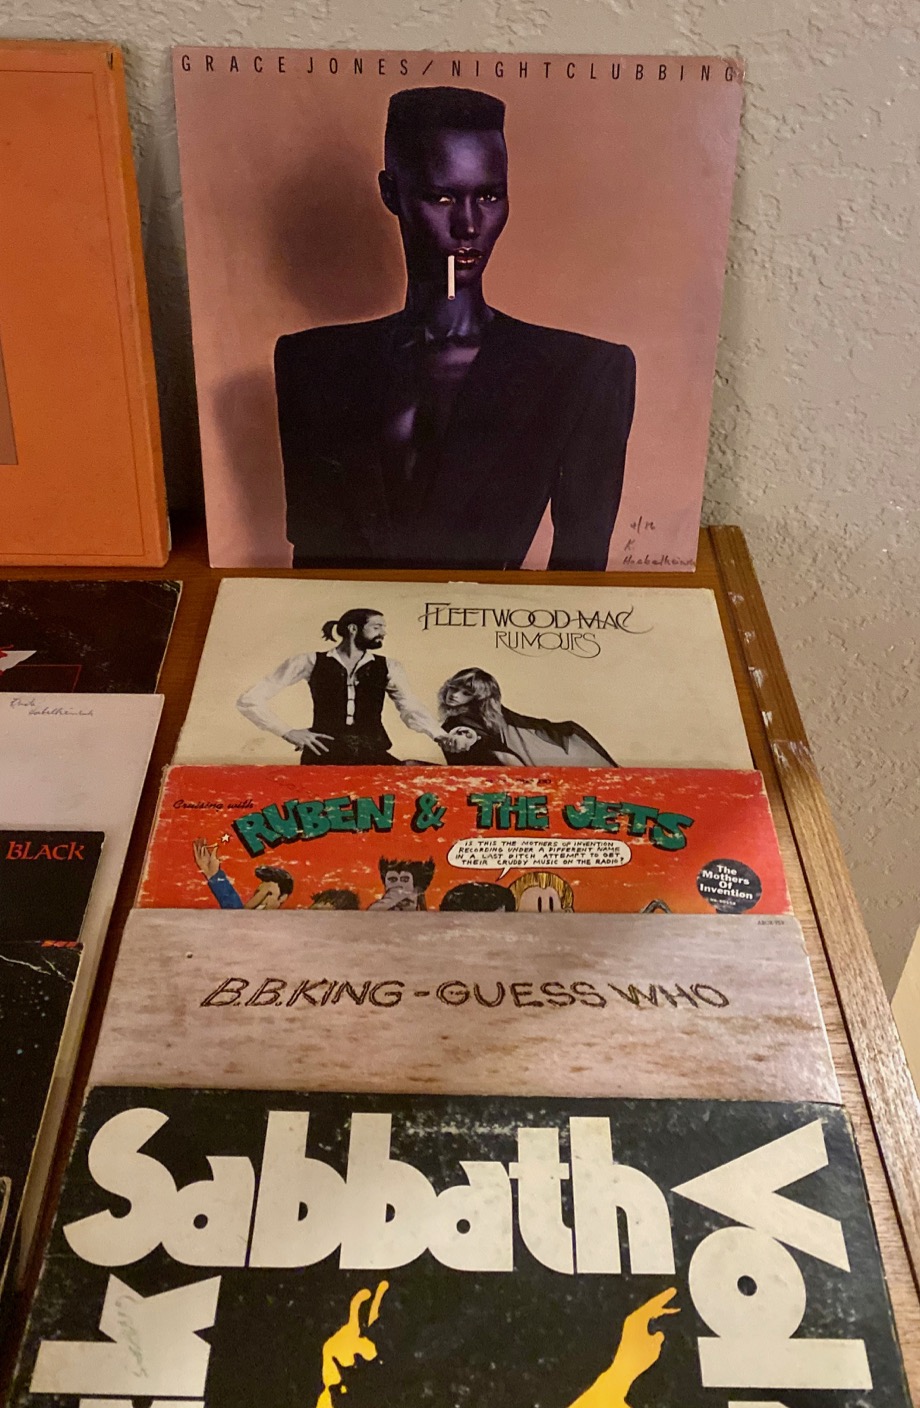 GRACE JONES/NIGHTCLUBBING
FLEETWOOD MAC
RUMOURS
BLACK
Cruising with
RUBEN & THE JETS
IS THIS THE MOTHERS OF INVENTION
RECORDING UNDER A DIFFERENT NAME
IN A LAST DITCH ATTEMPT TO GET
THEIR CRUDDY MUSIC ON THE RADIO?
The
Mothers
Of
Invention
B.B.KING-GUESS WHO
Sabbath
Vol
k